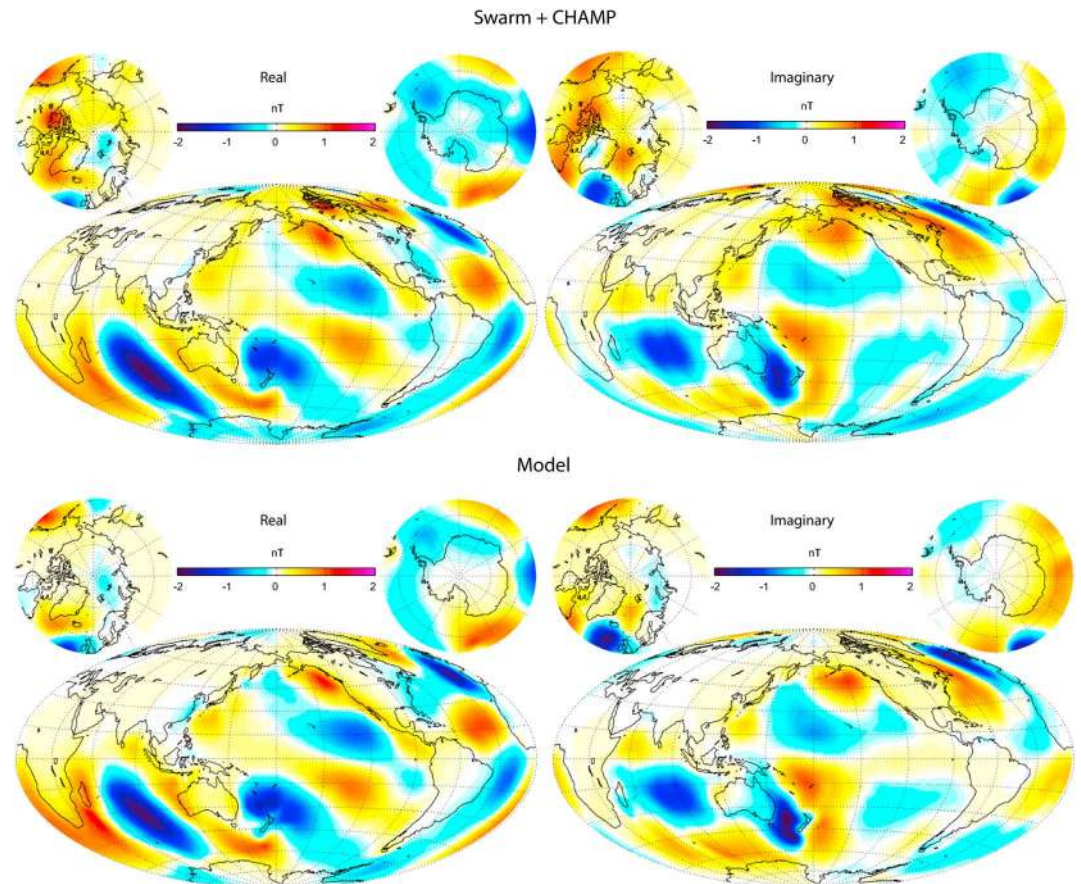 Swarm + CHAMP
Real
nT
-2 -1 0 1 2
Imaginary
nT
-2 -1 0 1 2
Model
Real
nT
-2 -1 0 1 2
Imaginary
nT
-2 -1 0 1 2